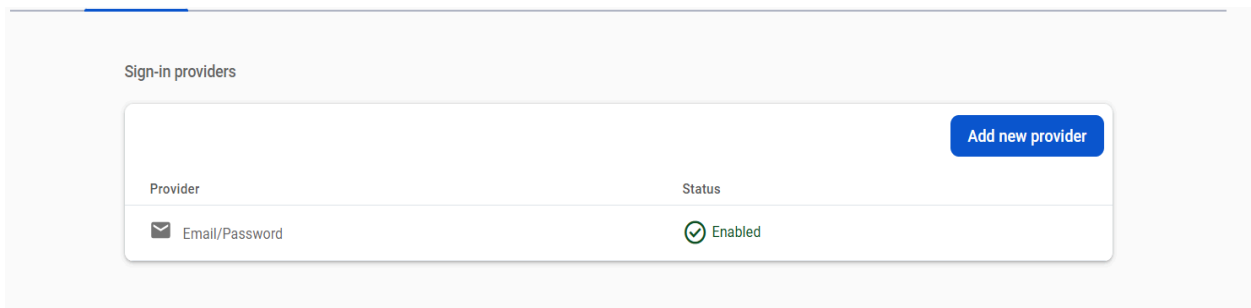 Sign-in providers
Add new provider
Provider Status
Email/Password Enabled